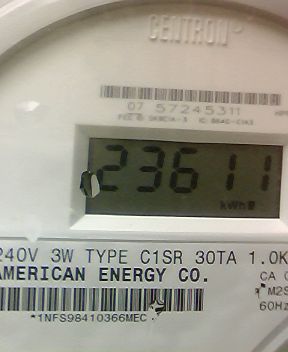 CENTRON
07 57245311
23611
kWh
240V 3W TYPE C1SR 30TA 1.0K
AMERICAN ENERGY CO.
CA 0
*1NFS98410366MEC
M2S
60Hz